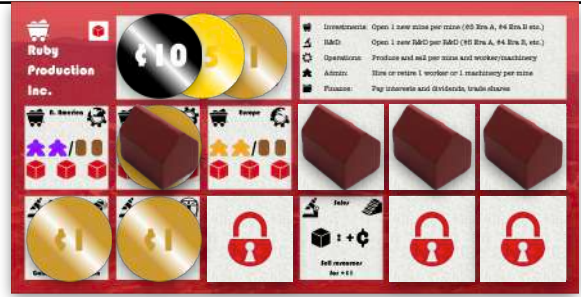 Ruby
Production
Inc.
¢10
5
1
Investments: Open 1 new mine per mine (¢5 Era A, ¢4 Era B, etc.)
R&D: Open 1 new R&D per R&D (¢5 Era A, ¢4 Era B, etc.)
Operations: Produce and sell per mine and worker/machinery
Admin: Hire or retire 1 worker or 1 machinery per mine
Finance: Pay interests and dividends, trade shares
N. America
Europe
/
/
¢1
¢1
Sales
: +¢
Sell resources
for +¢1